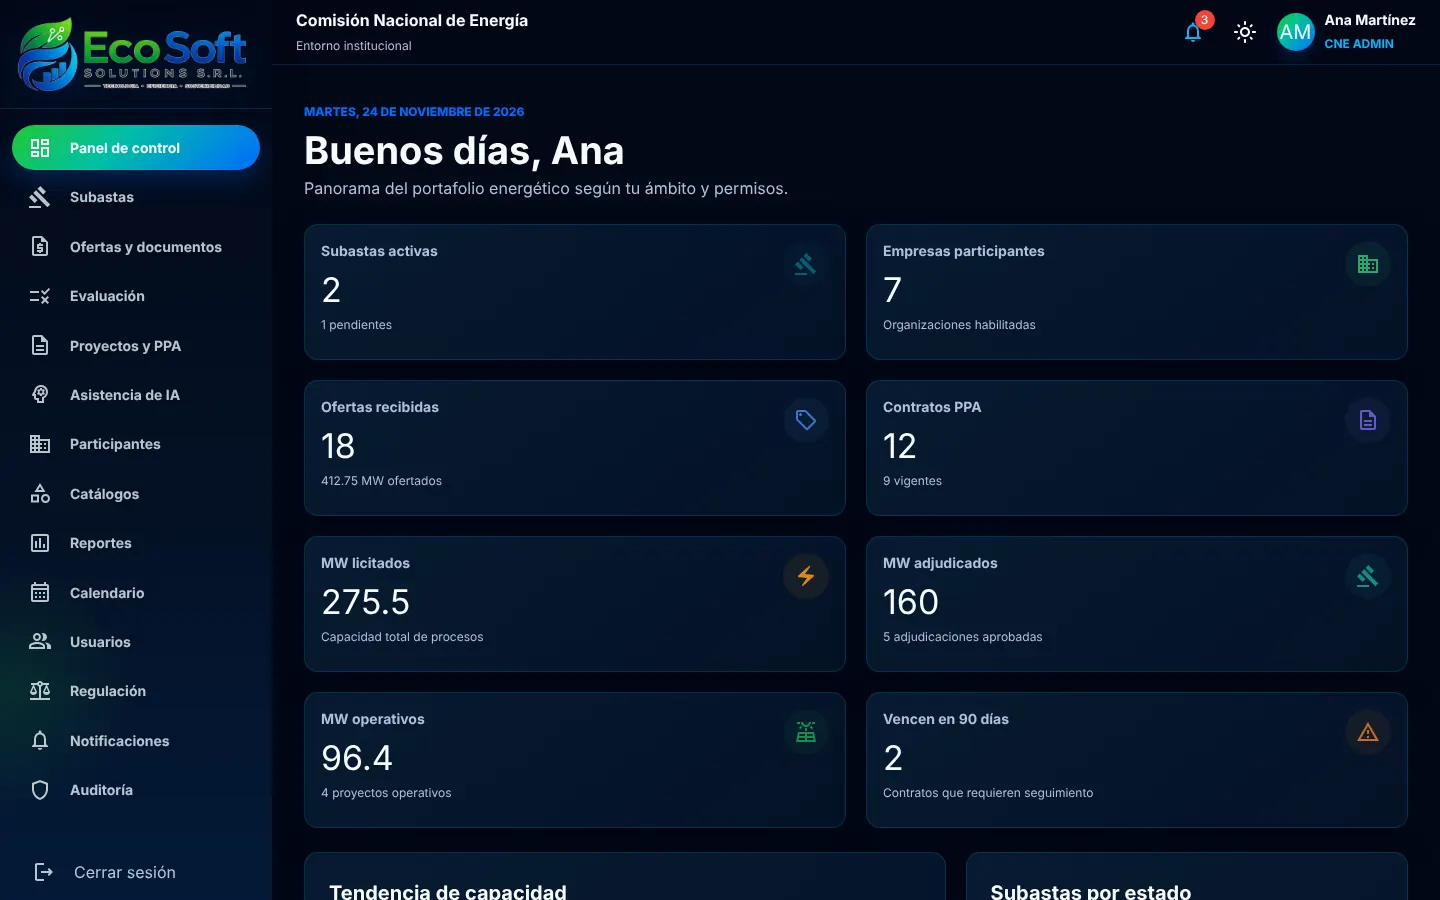 EcoSoft
SOLUTIONS S.R.L.
TECNOLOGÍA - EFICIENCIA - SOSTENIBILIDAD
Panel de control
Subastas
Ofertas y documentos
Evaluación
Proyectos y PPA
Asistencia de IA
Participantes
Catálogos
Reportes
Calendario
Usuarios
Regulación
Notificaciones
Auditoría
Cerrar sesión
Comisión Nacional de Energía
Entorno institucional
3
AM
Ana Martínez
CNE ADMIN
MARTES, 24 DE NOVIEMBRE DE 2026
Buenos días, Ana
Panorama del portafolio energético según tu ámbito y permisos.
Subastas activas
2
1 pendientes
Empresas participantes
7
Organizaciones habilitadas
Ofertas recibidas
18
412.75 MW ofertados
Contratos PPA
12
9 vigentes
MW licitados
275.5
Capacidad total de procesos
MW adjudicados
160
5 adjudicaciones aprobadas
MW operativos
96.4
4 proyectos operativos
Vencen en 90 días
2
Contratos que requieren seguimiento
Tendencia de capacidad
Subastas por estado